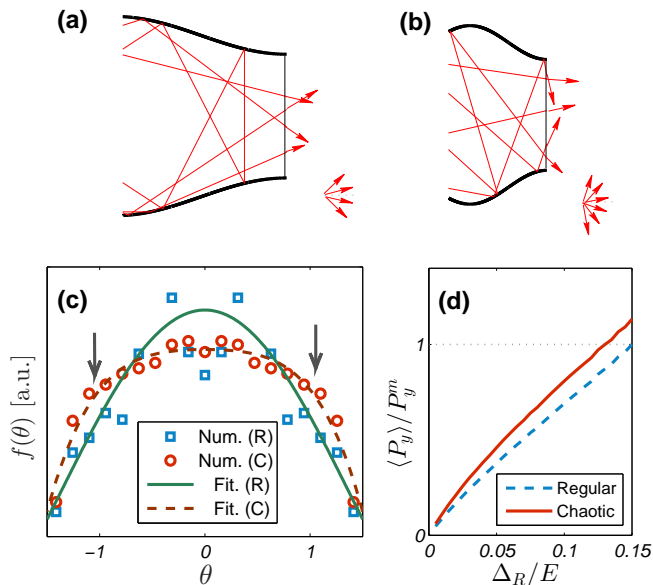 (a)
(b)
(c)
f(θ) [a.u.]
Num. (R)
Num. (C)
Fit. (R)
Fit. (C)
−1
0
1
θ
(d)
⟨P_y⟩/P_y^m
1
0
Regular
Chaotic
0
0.05
0.1
0.15
Δ_R/E